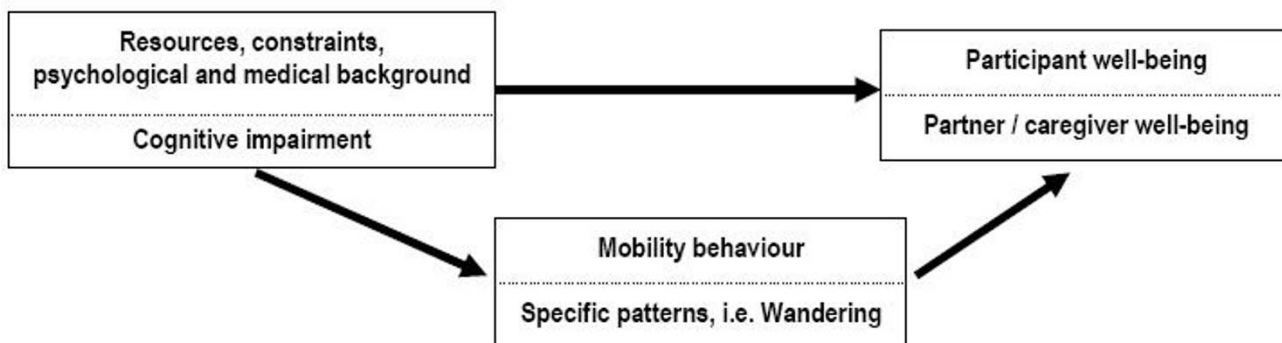 Resources, constraints,
psychological and medical background
Cognitive impairment
Participant well-being
Partner / caregiver well-being
Mobility behaviour
Specific patterns, i.e. Wandering